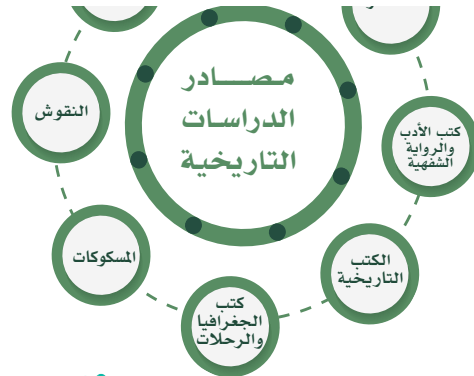 مصادر
الدراسات
التاريخية
كتب الأدب
والرواية
الشفهية
الكتب
التاريخية
كتب
الجغرافيا
والرحلات
المسكوكات
النقوش